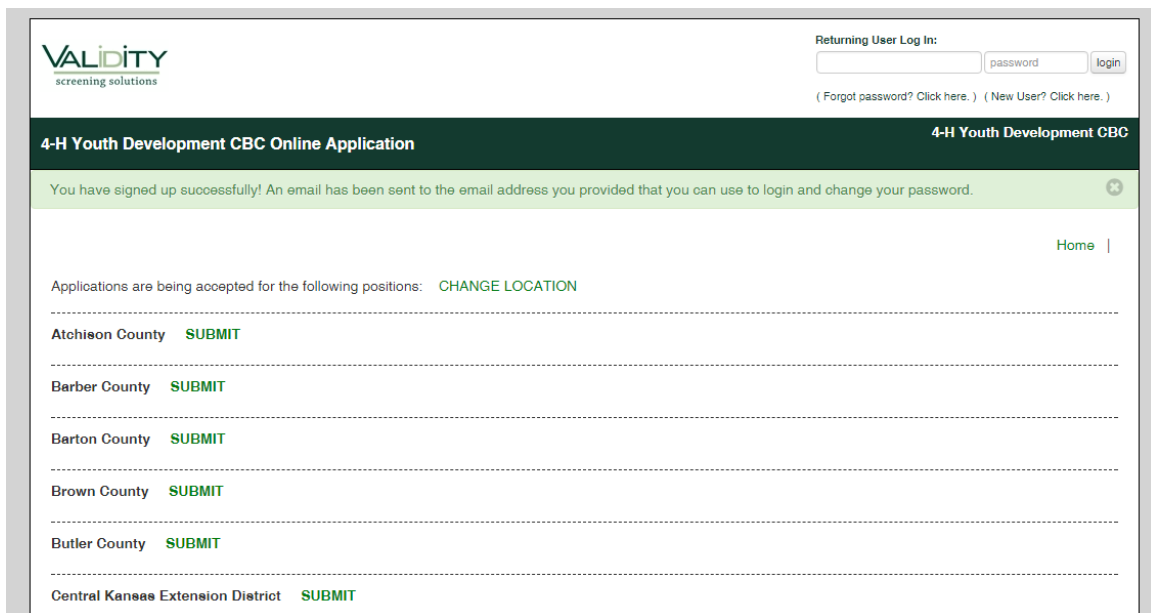 VALIDITY
screening solutions
Returning User Log In:
password login
( Forgot password? Click here. ) ( New User? Click here. )
4-H Youth Development CBC Online Application
4-H Youth Development CBC
You have signed up successfully! An email has been sent to the email address you provided that you can use to login and change your password.
Home |
Applications are being accepted for the following positions: CHANGE LOCATION
Atchison County SUBMIT
Barber County SUBMIT
Barton County SUBMIT
Brown County SUBMIT
Butler County SUBMIT
Central Kansas Extension District SUBMIT